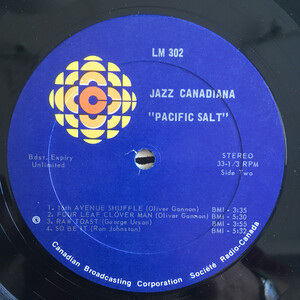 LM 302
JAZZ CANADIANA
"PACIFIC SALT"
Bdst. Expiry
Unlimited
STEREO
33-1/3 RPM
Side Two
1. 16th AVENUE SHUFFLE (Oliver Gannon) BMI - 3:35
2. FOUR LEAF CLOVER MAN (Oliver Gannon) BMI - 5:30
3. RAW TOAST (George Ursan) BMI - 3:55
4. SO BE IT (Ron Johnston) BMI - 5:32
Canadian Broadcasting Corporation Société Radio-Canada